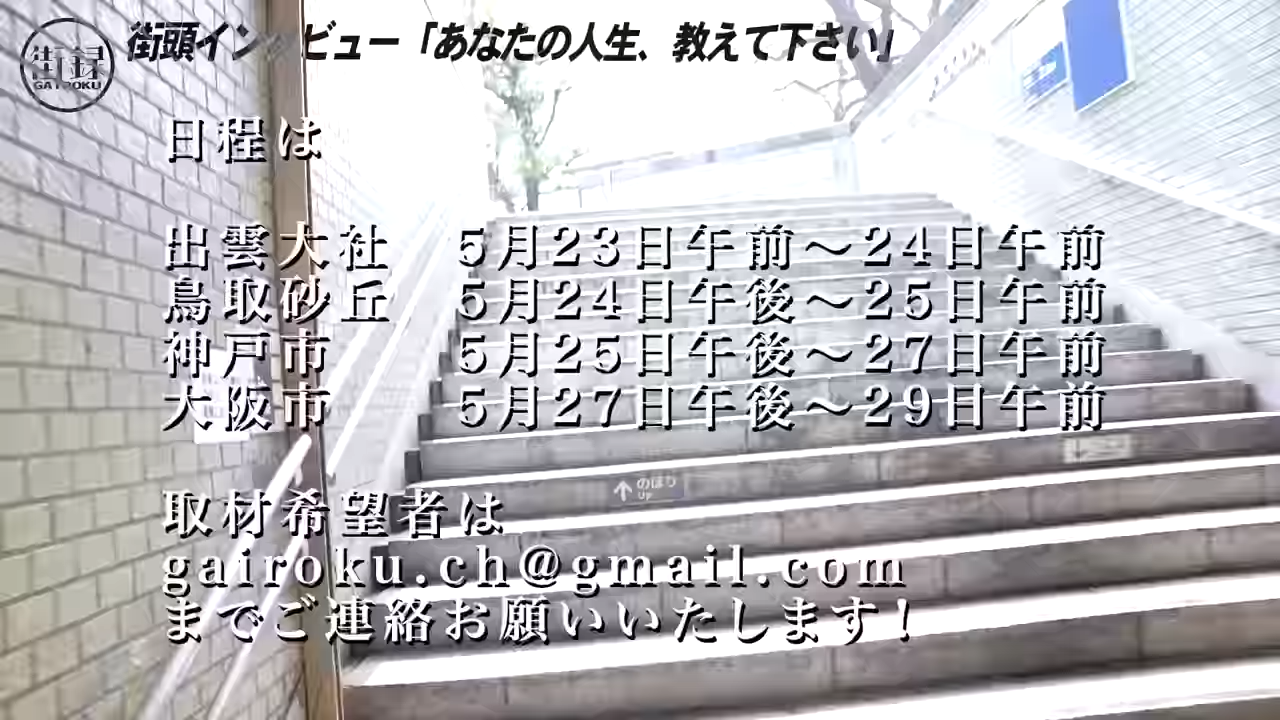 街録
GAIROKU
街頭インタビュー「あなたの人生、教えて下さい」
日程は
出雲大社　5月23日午前〜24日午前
鳥取砂丘　5月24日午後〜25日午前
神戸市　5月25日午後〜27日午前
大阪市　5月27日午後〜29日午前
のぼり
Up
取材希望者は
gairoku.ch@gmail.com
までご連絡お願いいたします！